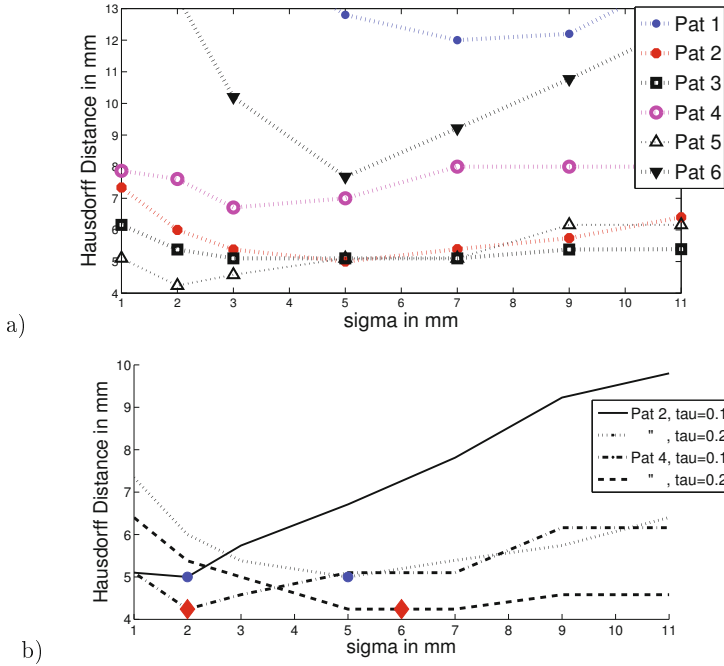 13
12
11
10
9
8
7
6
5
4
1
2
3
4
5
6
7
8
9
10
11
Hausdorff Distance in mm
sigma in mm
Pat 1
Pat 2
Pat 3
Pat 4
Pat 5
Pat 6
a)
10
9
8
7
6
5
4
1
2
3
4
5
6
7
8
9
10
11
Hausdorff Distance in mm
sigma in mm
Pat 2, tau=0.1
" , tau=0.2
Pat 4, tau=0.1
" , tau=0.2
b)